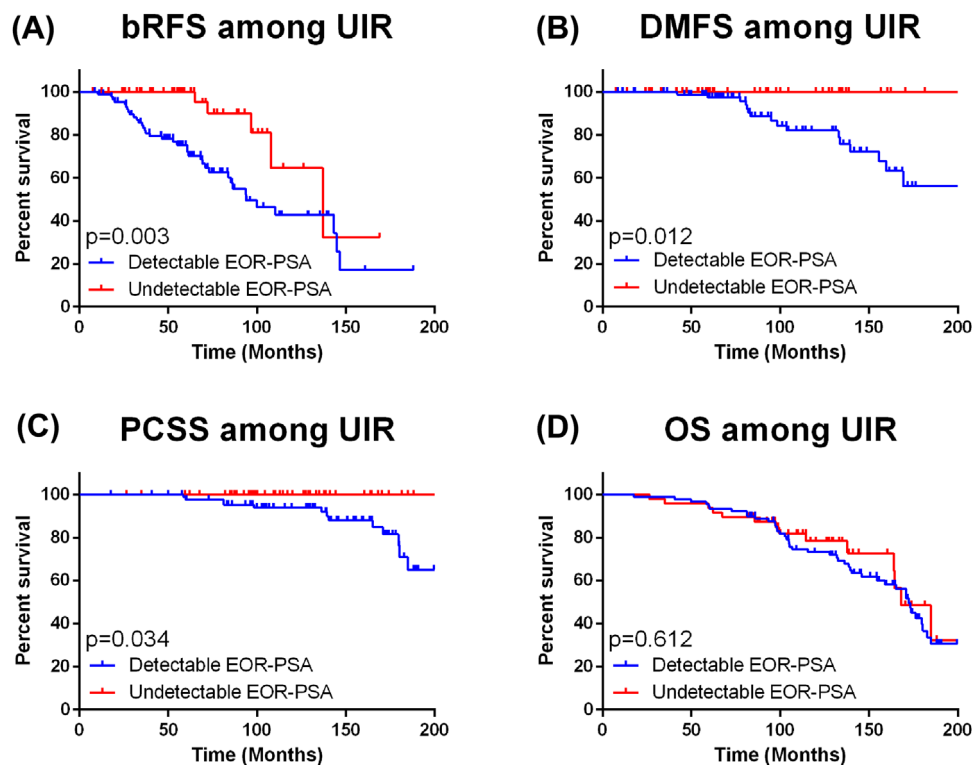 (A) bRFS among UIR
Percent survival
100
80
60
40
20
0
p=0.003
Detectable EOR-PSA
Undetectable EOR-PSA
0 50 100 150 200
Time (Months)
(B) DMFS among UIR
Percent survival
100
80
60
40
20
0
p=0.012
Detectable EOR-PSA
Undetectable EOR-PSA
0 50 100 150 200
Time (Months)
(C) PCSS among UIR
Percent survival
100
80
60
40
20
0
p=0.034
Detectable EOR-PSA
Undetectable EOR-PSA
0 50 100 150 200
Time (Months)
(D) OS among UIR
Percent survival
100
80
60
40
20
0
p=0.612
Detectable EOR-PSA
Undetectable EOR-PSA
0 50 100 150 200
Time (Months)